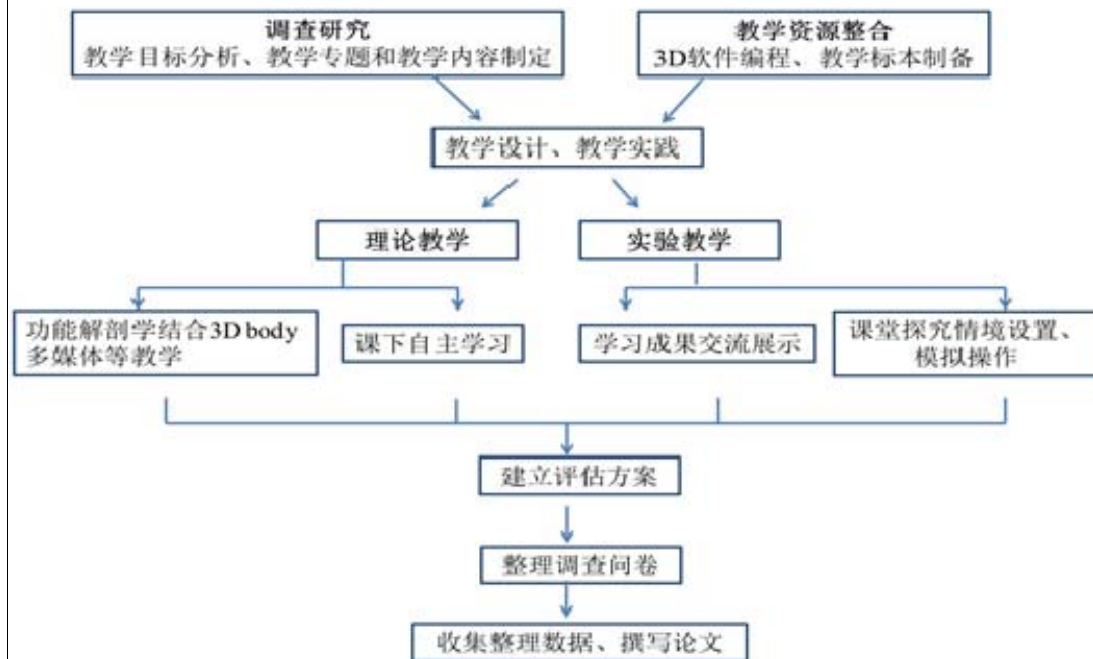 调查研究
教学目标分析、教学专题和教学内容制定
教学资源整合
3D软件编程、教学标本制备
教学设计、教学实践
理论教学
实验教学
功能解剖学结合3D body
多媒体等教学
课下自主学习
学习成果交流展示
课堂探究情境设置、
模拟操作
建立评估方案
整理调查问卷
收集整理数据、撰写论文